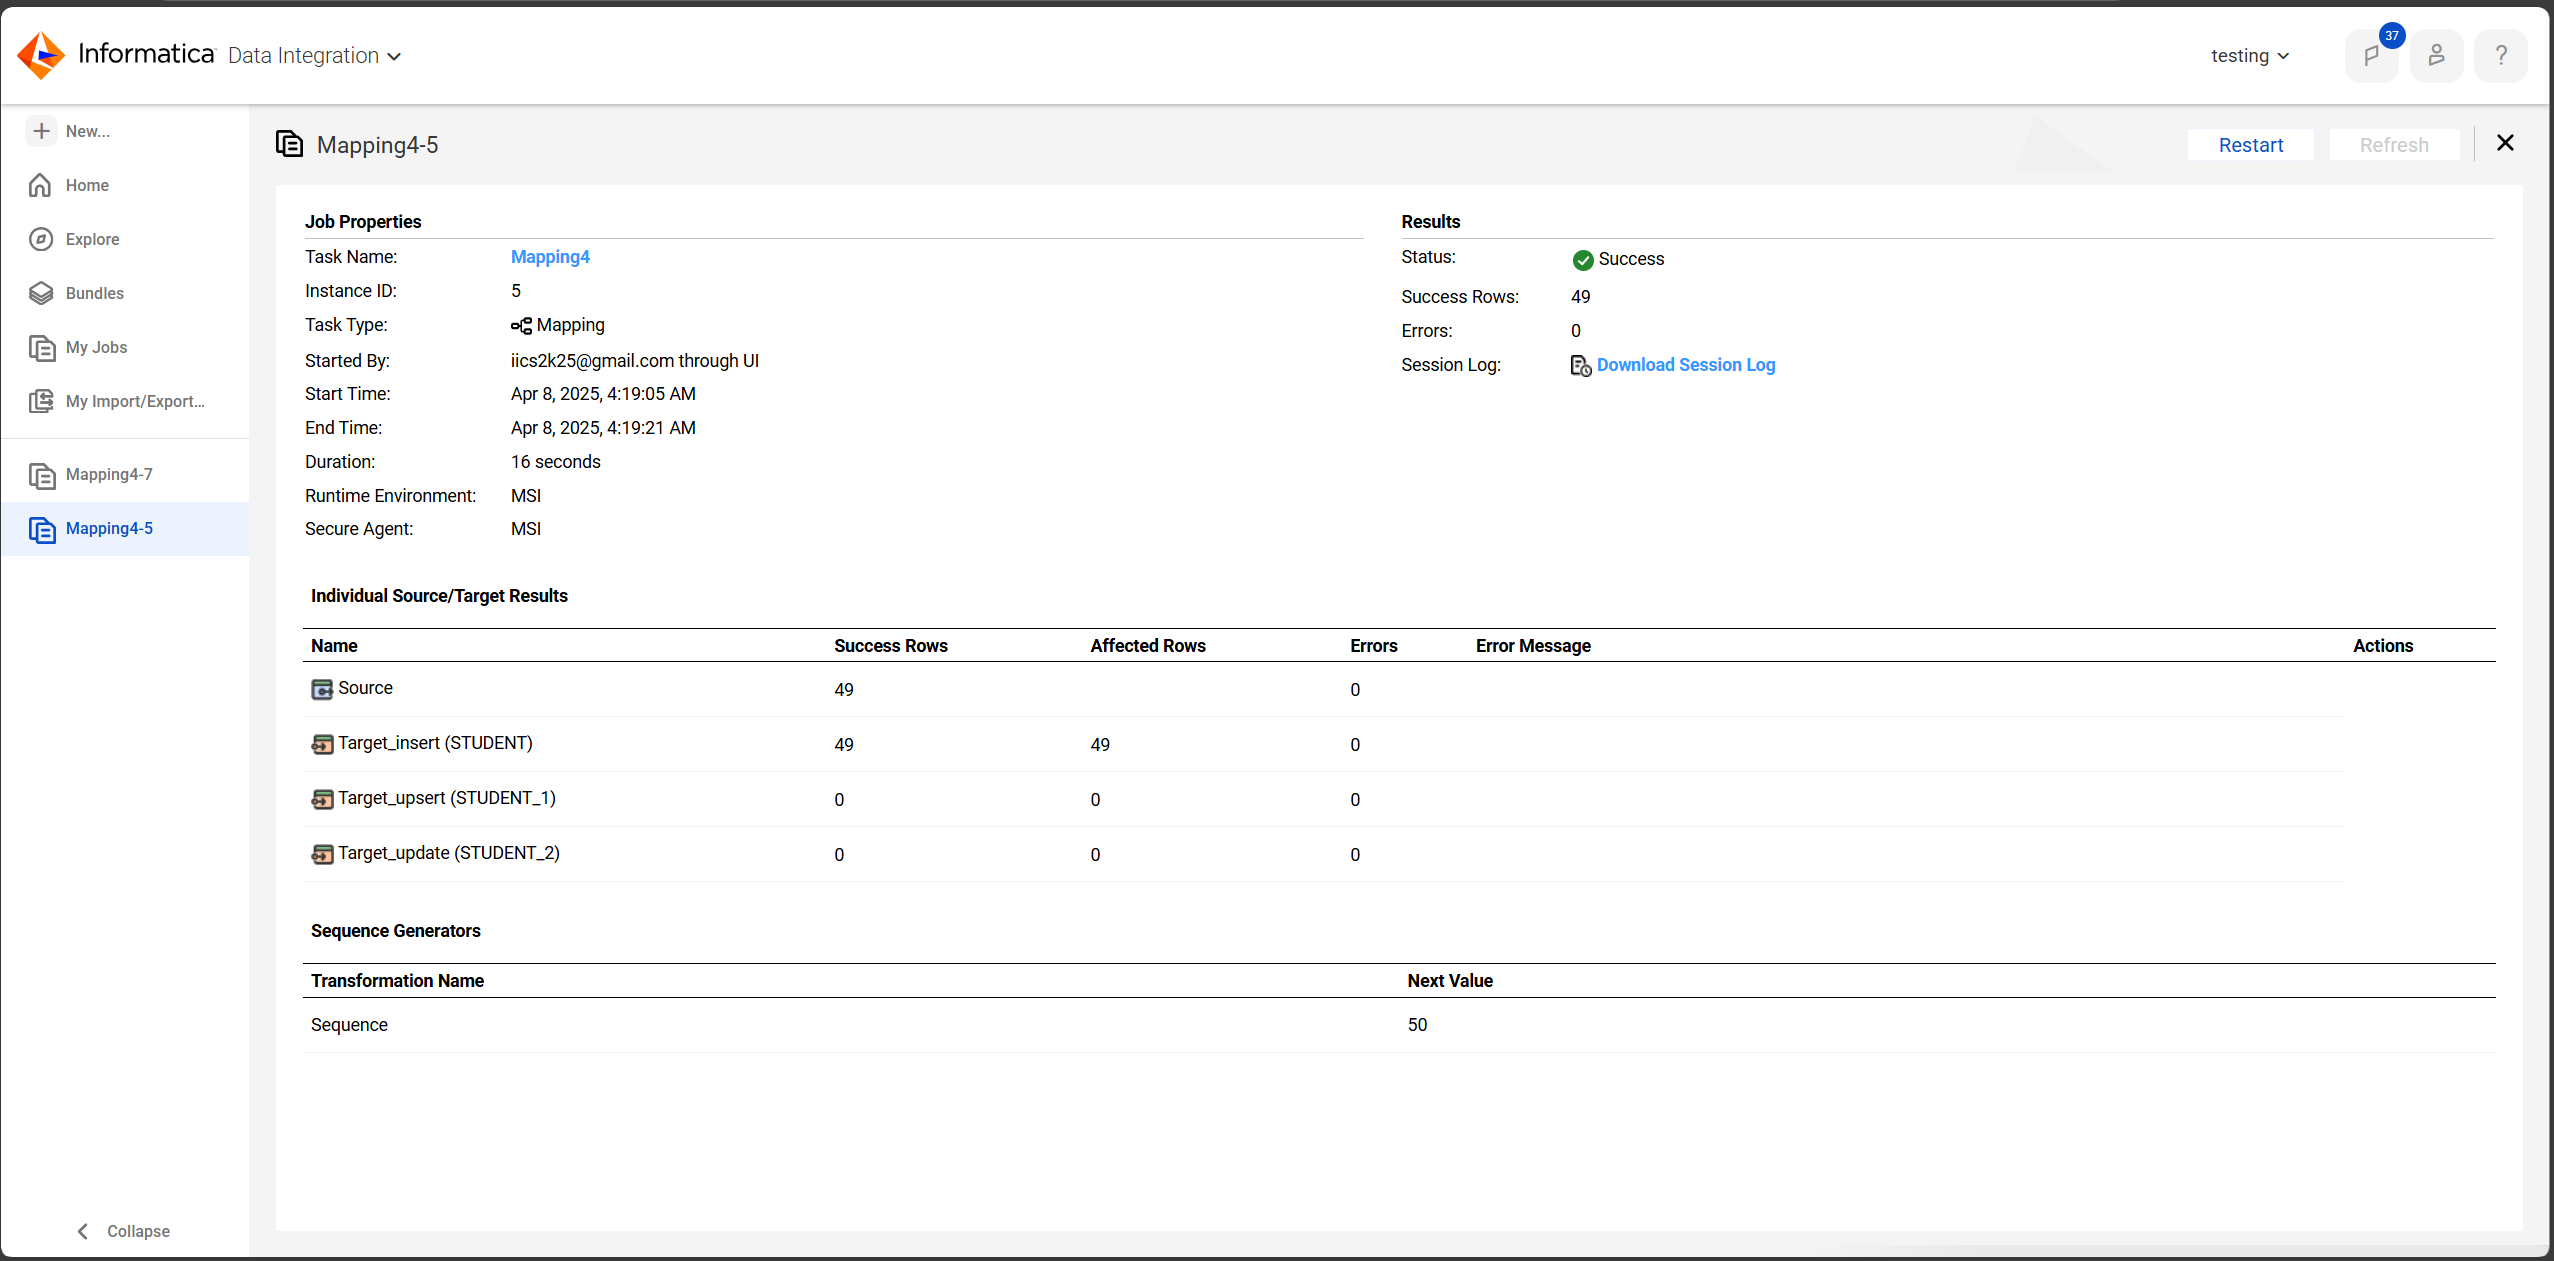 Informatica Data Integration
testing
37
?
New...
Home
Explore
Bundles
My Jobs
My Import/Export...
Mapping4-7
Mapping4-5
Collapse
Mapping4-5
Restart
Refresh
Job Properties
Task Name: Mapping4
Instance ID: 5
Task Type: Mapping
Started By: iics2k25@gmail.com through UI
Start Time: Apr 8, 2025, 4:19:05 AM
End Time: Apr 8, 2025, 4:19:21 AM
Duration: 16 seconds
Runtime Environment: MSI
Secure Agent: MSI
Results
Status: Success
Success Rows: 49
Errors: 0
Session Log: Download Session Log
Individual Source/Target Results
Name Success Rows Affected Rows Errors Error Message Actions
Source 49 0
Target_insert (STUDENT) 49 49 0
Target_upsert (STUDENT_1) 0 0 0
Target_update (STUDENT_2) 0 0 0
Sequence Generators
Transformation Name Next Value
Sequence 50